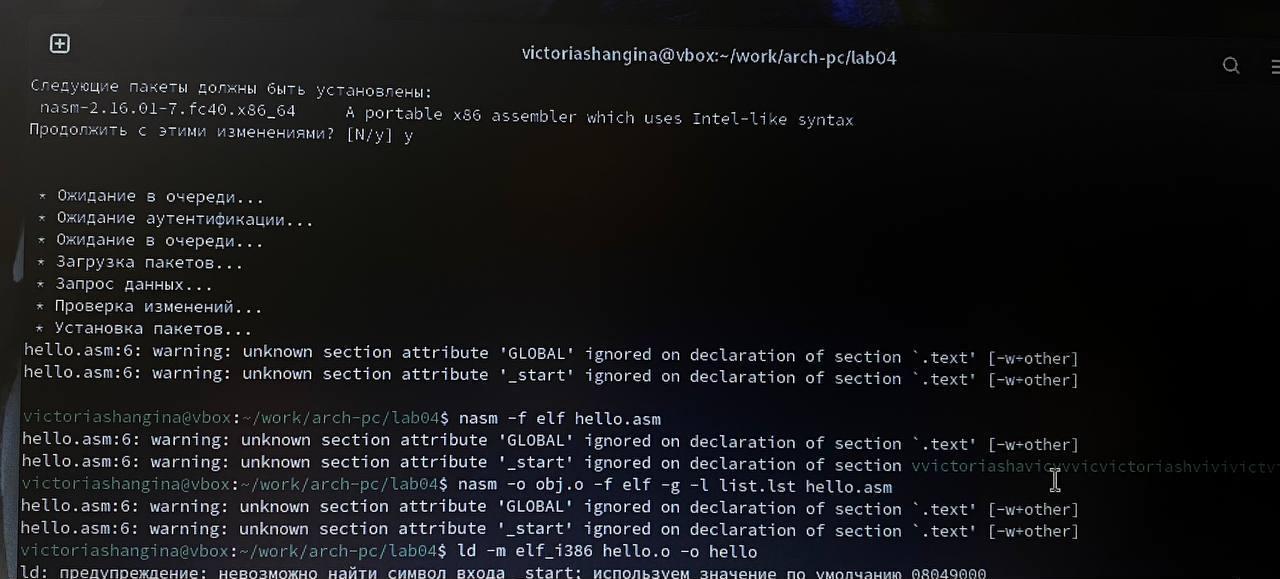 victoriashangina@vbox:~/work/arch-pc/lab04
Следующие пакеты должны быть установлены:
nasm-2.16.01-7.fc40.x86_64 A portable x86 assembler which uses Intel-like syntax
Продолжить с этими изменениями? [N/y] y
* Ожидание в очереди...
* Ожидание аутентификации...
* Ожидание в очереди...
* Загрузка пакетов...
* Запрос данных...
* Проверка изменений...
* Установка пакетов...
hello.asm:6: warning: unknown section attribute 'GLOBAL' ignored on declaration of section `.text' [-w+other]
hello.asm:6: warning: unknown section attribute '_start' ignored on declaration of section `.text' [-w+other]
victoriashangina@vbox:~/work/arch-pc/lab04$ nasm -f elf hello.asm
hello.asm:6: warning: unknown section attribute 'GLOBAL' ignored on declaration of section `.text' [-w+other]
hello.asm:6: warning: unknown section attribute '_start' ignored on declaration of section
victoriashangina@vbox:~/work/arch-pc/lab04$ nasm -o obj.o -f elf -g -l list.lst hello.asm
hello.asm:6: warning: unknown section attribute 'GLOBAL' ignored on declaration of section `.text' [-w+other]
hello.asm:6: warning: unknown section attribute '_start' ignored on declaration of section `.text' [-w+other]
victoriashangina@vbox:~/work/arch-pc/lab04$ ld -m elf_i386 hello.o -o hello
ld: предупреждение: невозможно найти символ входа _start; используем значение по умолчанию 08049000